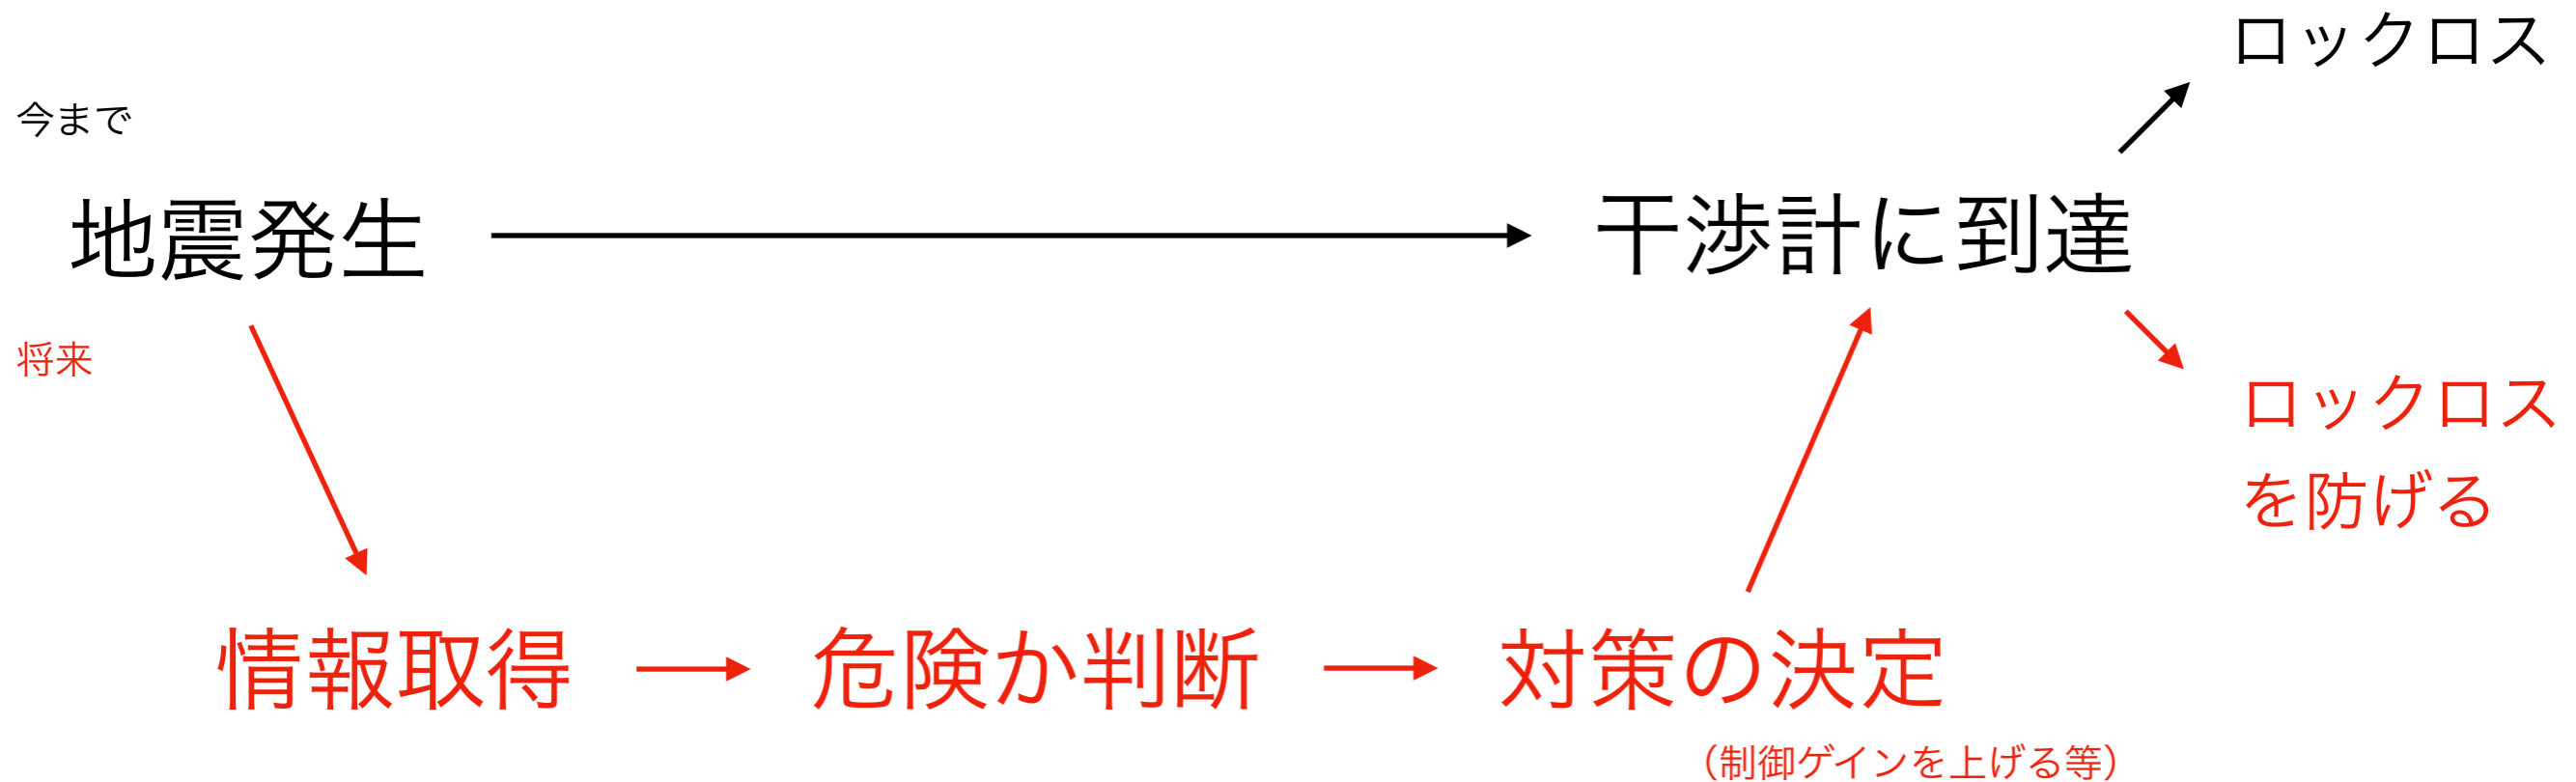 ロックロス
今まで
地震発生
干渉計に到達
将来
ロックロス
を防げる
情報取得
危険か判断
対策の決定
（制御ゲインを上げる等）